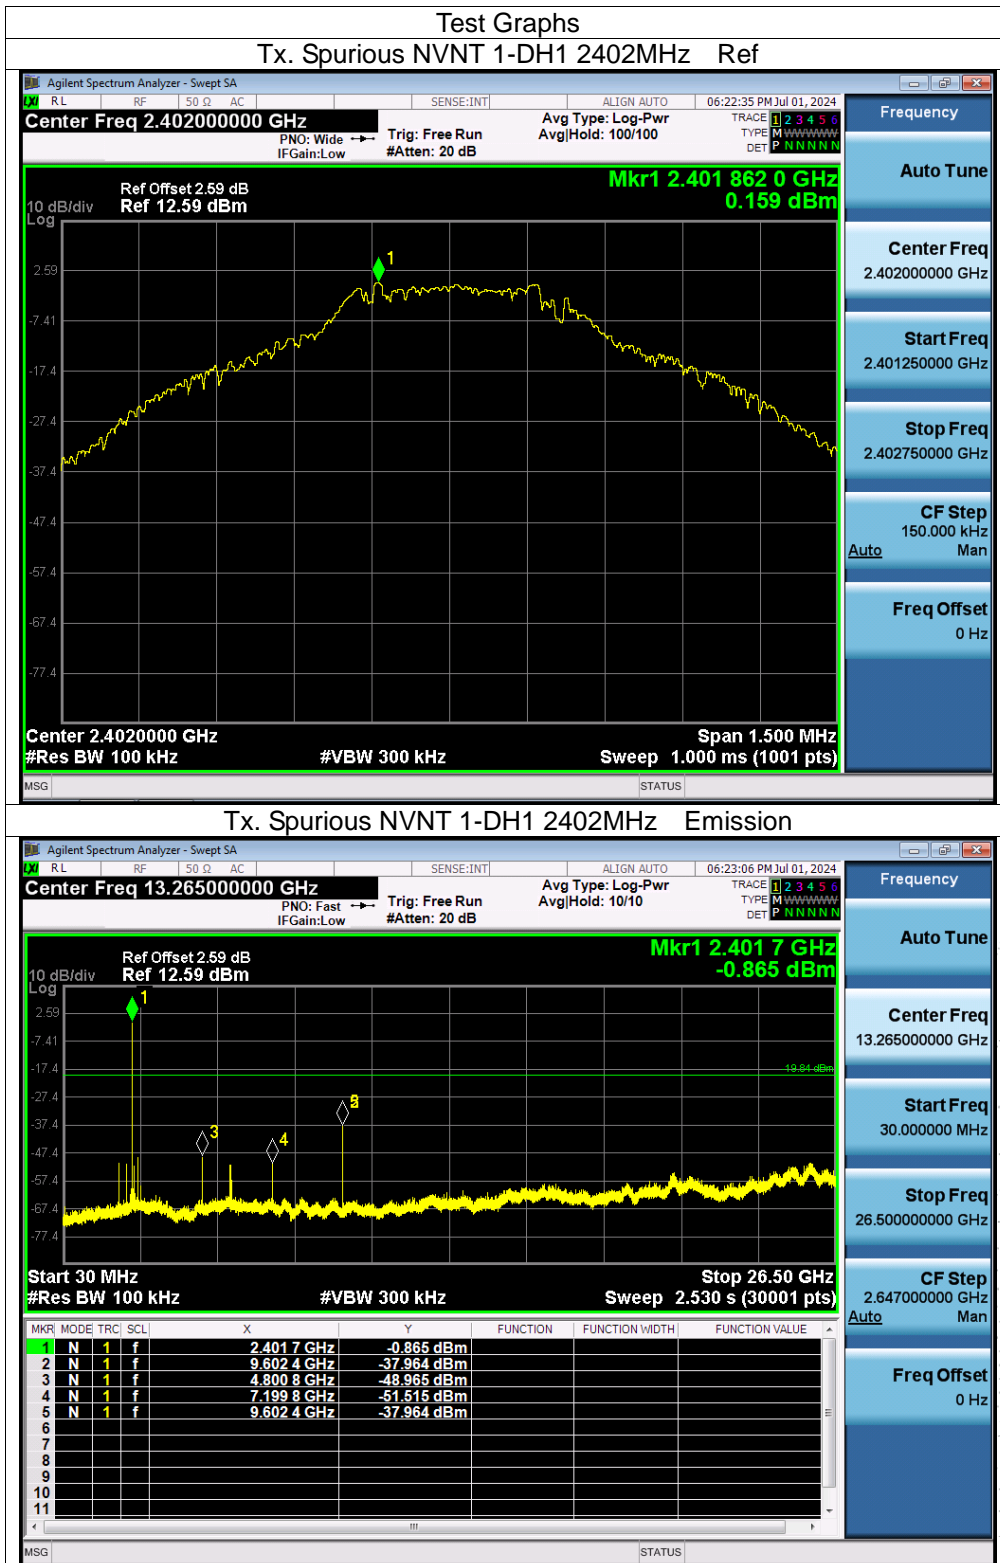 Test Graphs
Tx. Spurious NVNT 1-DH1 2402MHz Ref
Agilent Spectrum Analyzer - Swept SA
LXI RL RF 50 Ω AC SENSE:INT ALIGN AUTO 06:22:35 PM Jul 01, 2024
Center Freq 2.402000000 GHz
PNO: Wide
IFGain:Low
Trig: Free Run
#Atten: 20 dB
Avg Type: Log-Pwr
Avg|Hold: 100/100
TRACE 1 2 3 4 5 6
TYPE M W W W W W
DET P N N N N N
Frequency
Auto Tune
Center Freq
2.402000000 GHz
Start Freq
2.401250000 GHz
Stop Freq
2.402750000 GHz
CF Step
150.000 kHz
Auto Man
Freq Offset
0 Hz
Mkr1 2.401 862 0 GHz
0.159 dBm
Ref Offset 2.59 dB
10 dB/div Ref 12.59 dBm
Log
1
2.59
-7.41
-17.4
-27.4
-37.4
-47.4
-57.4
-67.4
-77.4
Center 2.4020000 GHz Span 1.500 MHz
#Res BW 100 kHz #VBW 300 kHz Sweep 1.000 ms (1001 pts)
MSG STATUS
Tx. Spurious NVNT 1-DH1 2402MHz Emission
Agilent Spectrum Analyzer - Swept SA
LXI RL RF 50 Ω AC SENSE:INT ALIGN AUTO 06:23:06 PM Jul 01, 2024
Center Freq 13.265000000 GHz
PNO: Fast
IFGain:Low
Trig: Free Run
#Atten: 20 dB
Avg Type: Log-Pwr
Avg|Hold: 10/10
TRACE 1 2 3 4 5 6
TYPE M W W W W W
DET P N N N N N
Frequency
Auto Tune
Center Freq
13.265000000 GHz
Start Freq
30.000000 MHz
Stop Freq
26.500000000 GHz
CF Step
2.647000000 GHz
Auto Man
Freq Offset
0 Hz
Mkr1 2.401 7 GHz
-0.865 dBm
Ref Offset 2.59 dB
10 dB/div Ref 12.59 dBm
Log
1
2.59
-7.41
-17.4
-19.84 dBm
-27.4
-37.4
3
4
-47.4
-57.4
-67.4
-77.4
Start 30 MHz Stop 26.50 GHz
#Res BW 100 kHz #VBW 300 kHz Sweep 2.530 s (30001 pts)
MKR MODE TRC SCL X Y FUNCTION FUNCTION WIDTH FUNCTION VALUE
1 N 1 f 2.401 7 GHz -0.865 dBm
2 N 1 f 9.602 4 GHz -37.964 dBm
3 N 1 f 4.800 8 GHz -48.965 dBm
4 N 1 f 7.199 8 GHz -51.515 dBm
5 N 1 f 9.602 4 GHz -37.964 dBm
6
7
8
9
10
11
MSG STATUS